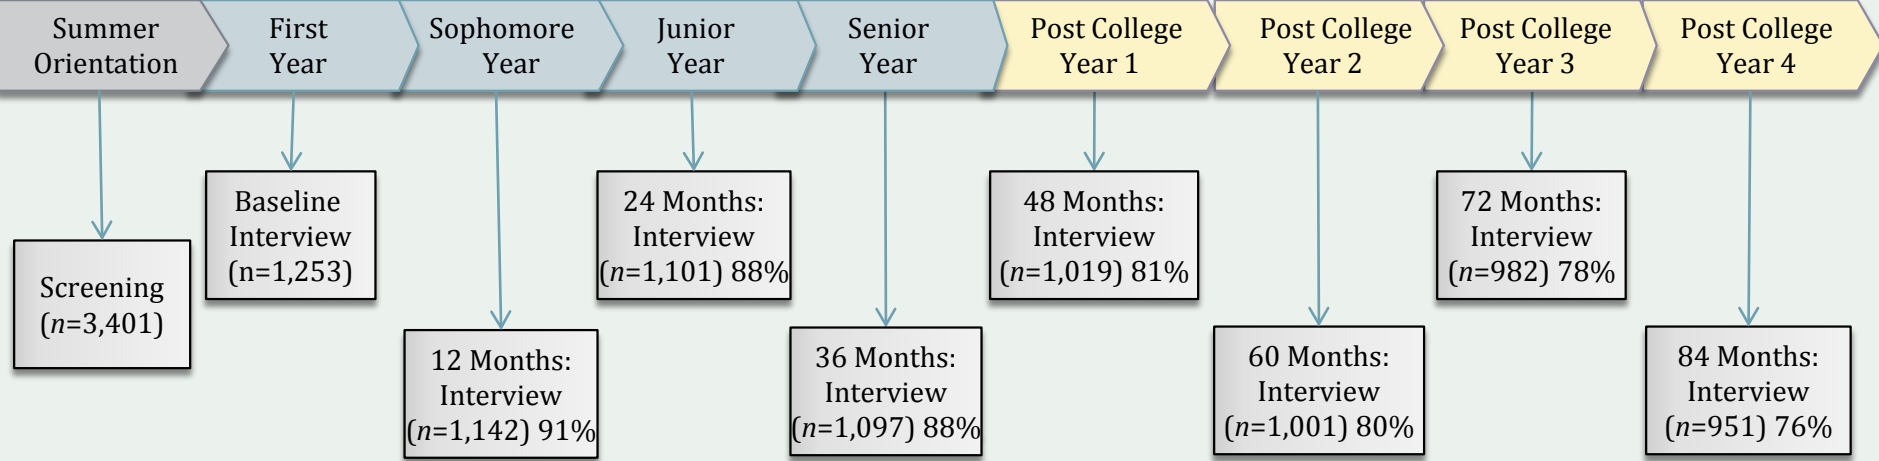 Summer
Orientation
First
Year
Sophomore
Year
Junior
Year
Senior
Year
Post College
Year 1
Post College
Year 2
Post College
Year 3
Post College
Year 4
Screening
(n=3,401)
Baseline
Interview
(n=1,253)
12 Months:
Interview
(n=1,142) 91%
24 Months:
Interview
(n=1,101) 88%
36 Months:
Interview
(n=1,097) 88%
48 Months:
Interview
(n=1,019) 81%
60 Months:
Interview
(n=1,001) 80%
72 Months:
Interview
(n=982) 78%
84 Months:
Interview
(n=951) 76%